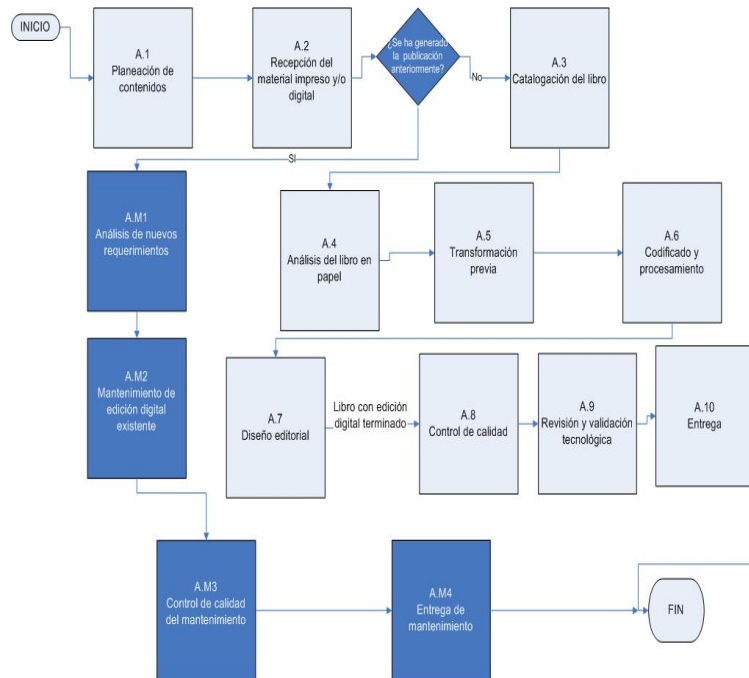 INICIO
A.1
Planeación de
contenidos
A.2
Recepción del
material impreso y/o
digital
¿Se ha generado
la publicación
anteriormente?
No
A.3
Catalogación del libro
SI
A.M1
Análisis de nuevos
requerimientos
A.4
Análisis del libro en
papel
A.5
Transformación
previa
A.6
Codificado y
procesamiento
A.M2
Mantenimiento de
edición digital
existente
A.7
Diseño editorial
Libro con edición
digital terminado
A.8
Control de calidad
A.9
Revisión y validación
tecnológica
A.10
Entrega
A.M3
Control de calidad
del mantenimiento
A.M4
Entrega de
mantenimiento
FIN